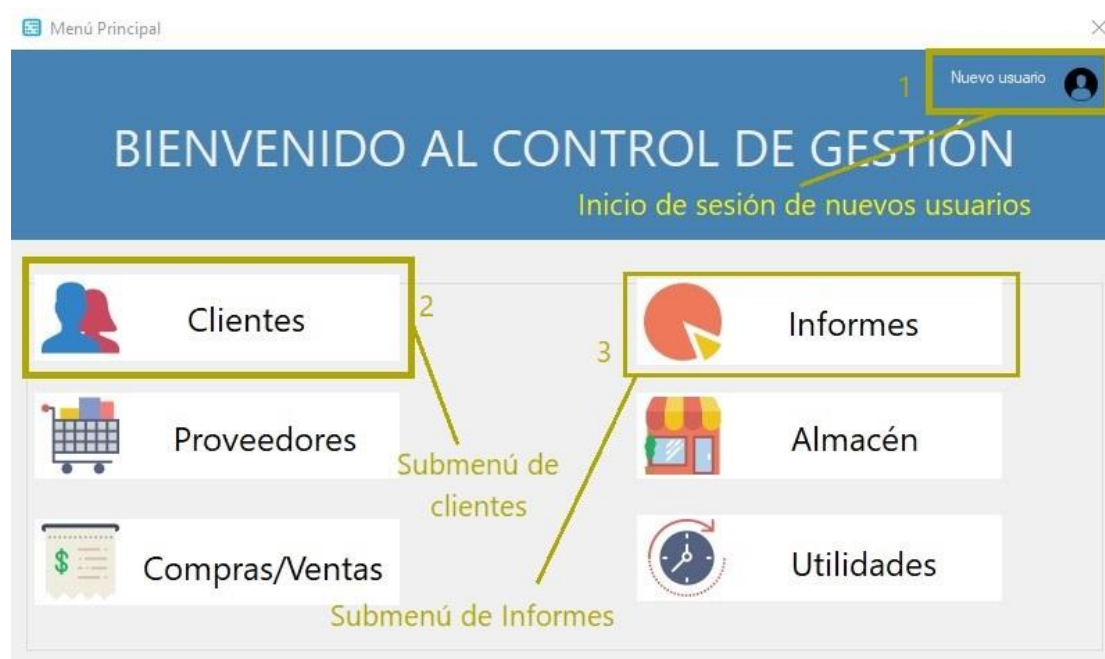 Menú Principal
Nuevo usuario
1
BIENVENIDO AL CONTROL DE GESTIÓN
Inicio de sesión de nuevos usuarios
Clientes
2
Informes
3
Proveedores
Almacén
Submenú de
clientes
$
Compras/Ventas
Utilidades
Submenú de Informes